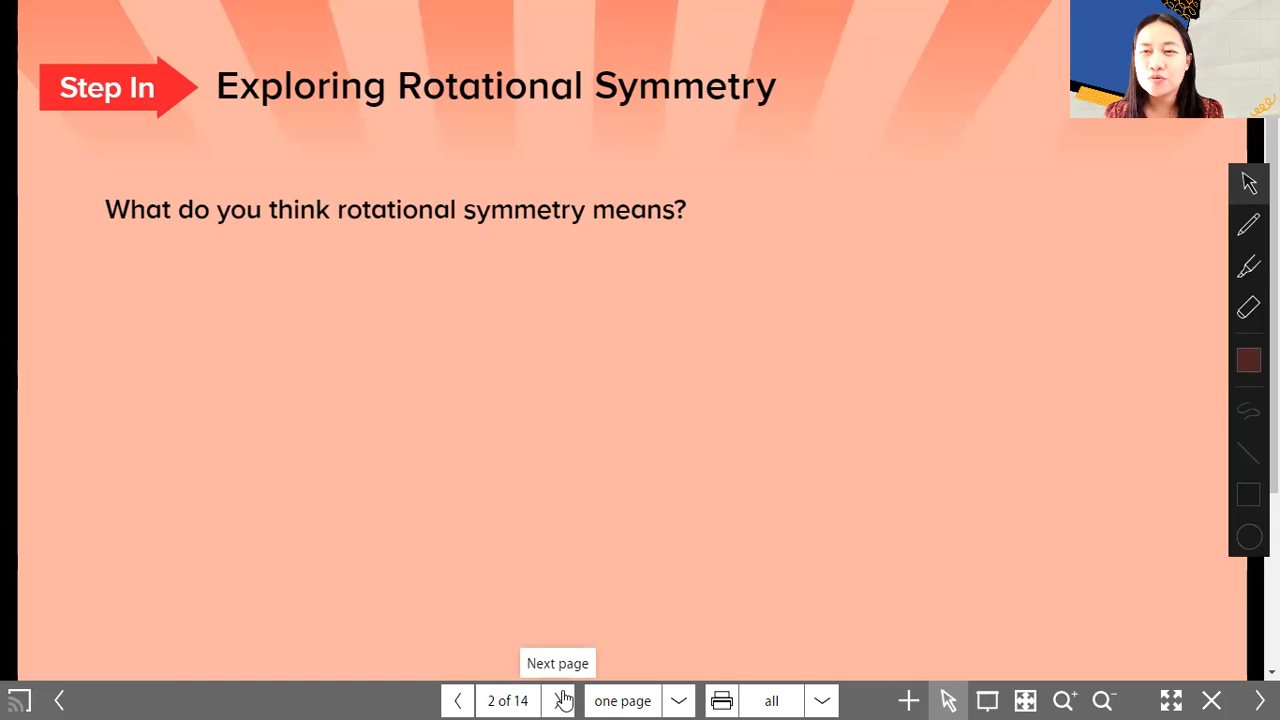 Step In
Exploring Rotational Symmetry
What do you think rotational symmetry means?
Next page
2 of 14
one page
all